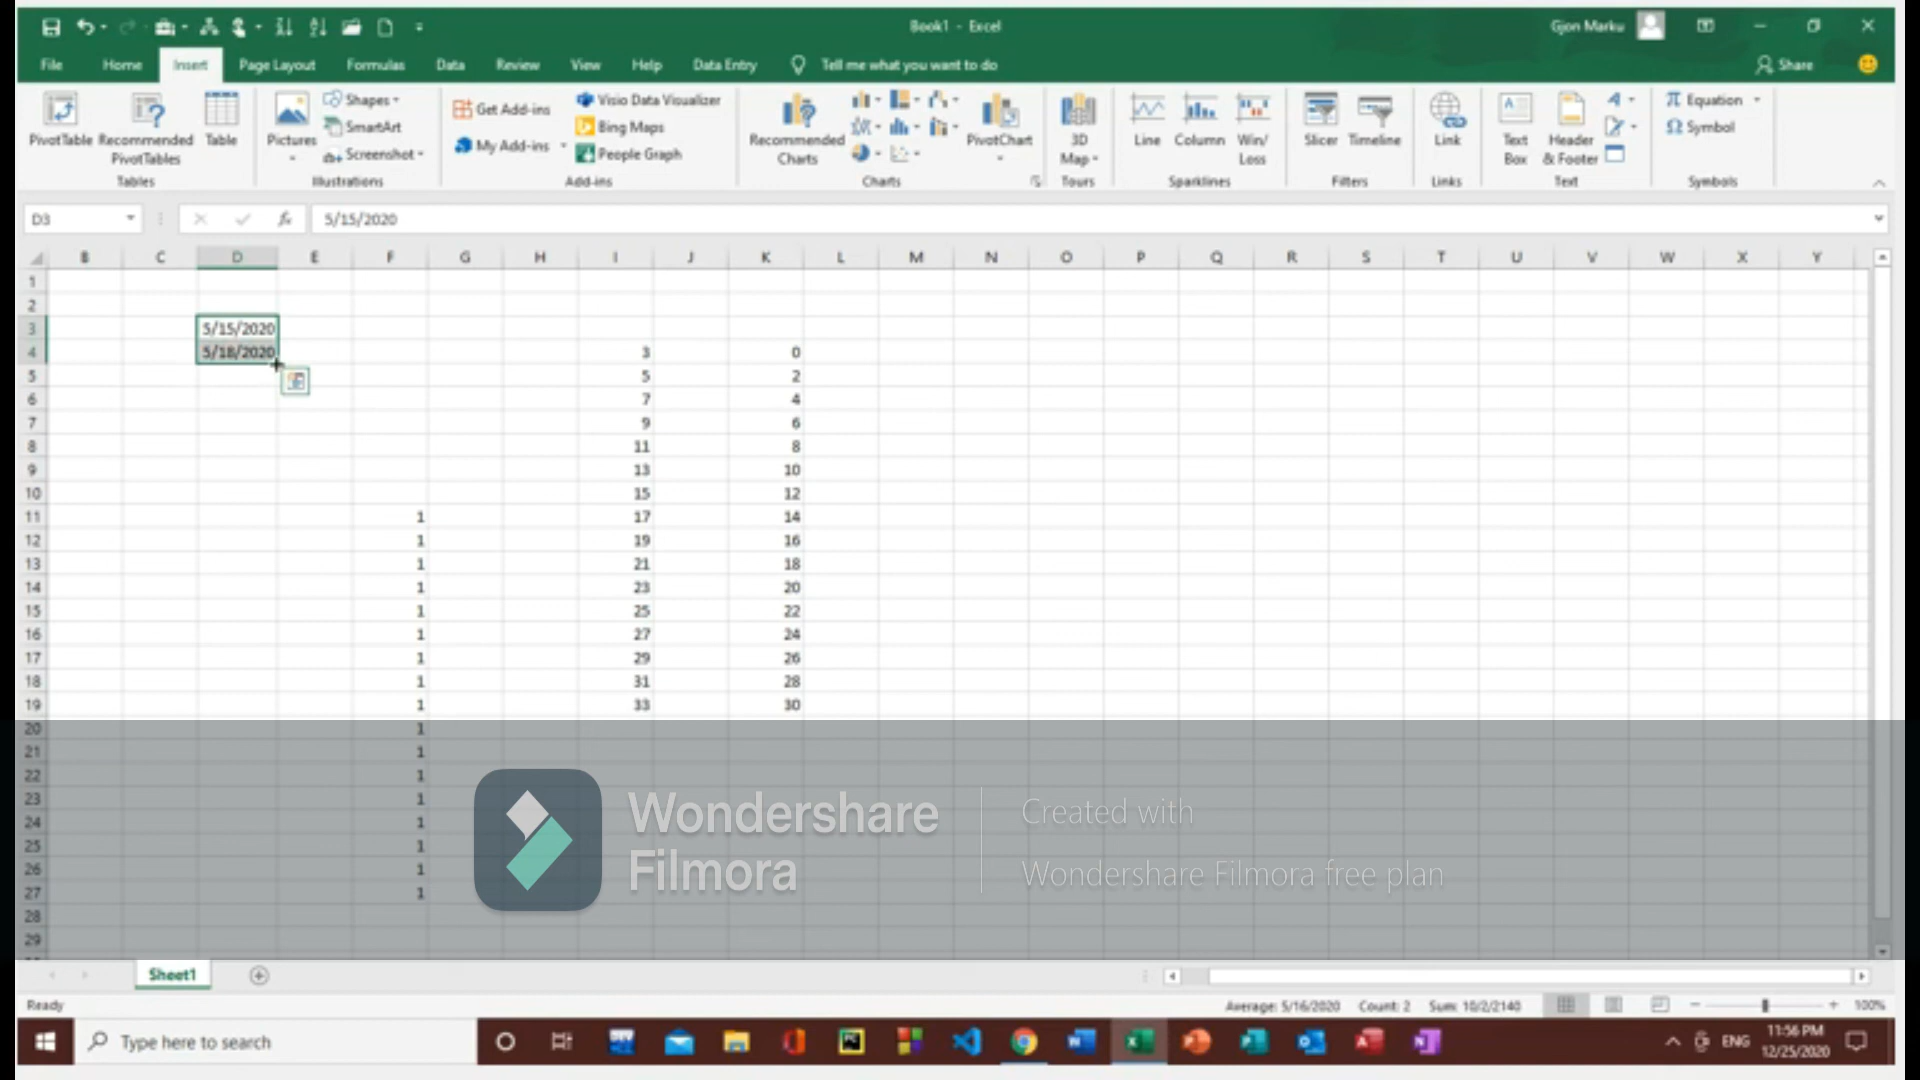 Book1 - Excel
Gjon Marku
File Home Insert Page Layout Formulas Data Review View Help Data Entry Tell me what you want to do Share
PivotTable Recommended PivotTables Table
Tables
Pictures Shapes SmartArt Screenshot
Illustrations
Get Add-ins My Add-ins Visio Data Visualizer Bing Maps People Graph
Add-ins
Recommended Charts PivotChart
Charts
3D Map
Tours
Line Column Win/Loss
Sparklines
Slicer Timeline
Filters
Link
Links
Text Box Header & Footer
Text
Equation Symbol
Symbols
D3 fx 5/15/2020
B C D E F G H I J K L M N O P Q R S T U V W X Y
1
2
3 5/15/2020
4 5/18/2020 3 0
5 5 2
6 7 4
7 9 6
8 11 8
9 13 10
10 15 12
11 1 17 14
12 1 19 16
13 1 21 18
14 1 23 20
15 1 25 22
16 1 27 24
17 1 29 26
18 1 31 28
19 1 33 30
20 1
21 1
22 1
23 1
24 1
25 1
26 1
27 1
28
29
Wondershare Filmora
Created with
Wondershare Filmora free plan
Sheet1
Ready Average: 5/16/2020 Count: 2 Sum: 10/2/2140 100%
Type here to search ENG 11:56 PM
12/25/2020